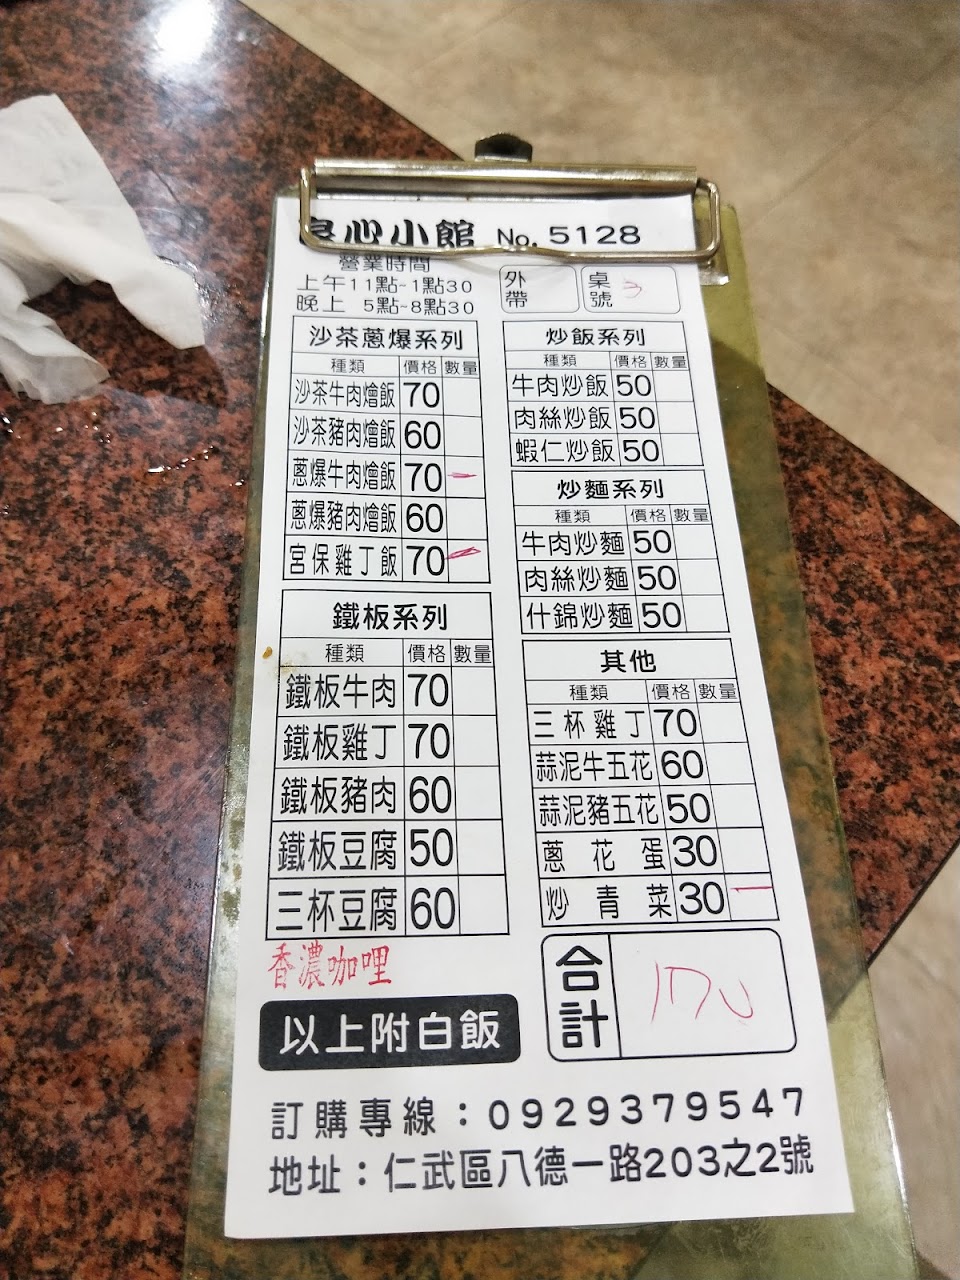 良心小館 No. 5128
營業時間
上午11點~1點30
晚上 5點~8點30
外帶
桌號 3
沙茶蔥爆系列
種類 價格 數量
沙茶牛肉燴飯 70
沙茶豬肉燴飯 60
蔥爆牛肉燴飯 70 一
蔥爆豬肉燴飯 60
宮保雞丁飯 70 一
鐵板系列
種類 價格 數量
鐵板牛肉 70
鐵板雞丁 70
鐵板豬肉 60
鐵板豆腐 50
三杯豆腐 60
香濃咖哩
以上附白飯
炒飯系列
種類 價格 數量
牛肉炒飯 50
肉絲炒飯 50
蝦仁炒飯 50
炒麵系列
種類 價格 數量
牛肉炒麵 50
肉絲炒麵 50
什錦炒麵 50
其他
種類 價格 數量
三杯雞丁 70
蒜泥牛五花 60
蒜泥豬五花 50
蔥花蛋 30
炒青菜 30 一
合計 170
訂購專線：0929379547
地址：仁武區八德一路203之2號